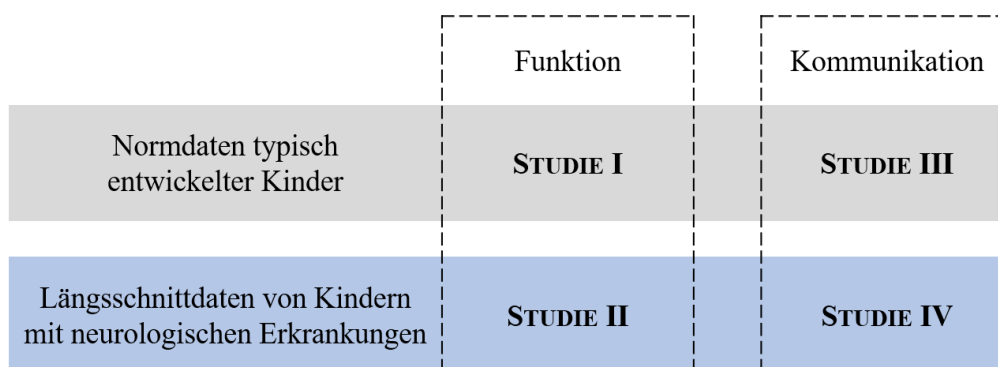 Funktion
Kommunikation
Normdaten typisch
entwickelter Kinder
STUDIE I
STUDIE III
Längsschnittdaten von Kindern
mit neurologischen Erkrankungen
STUDIE II
STUDIE IV